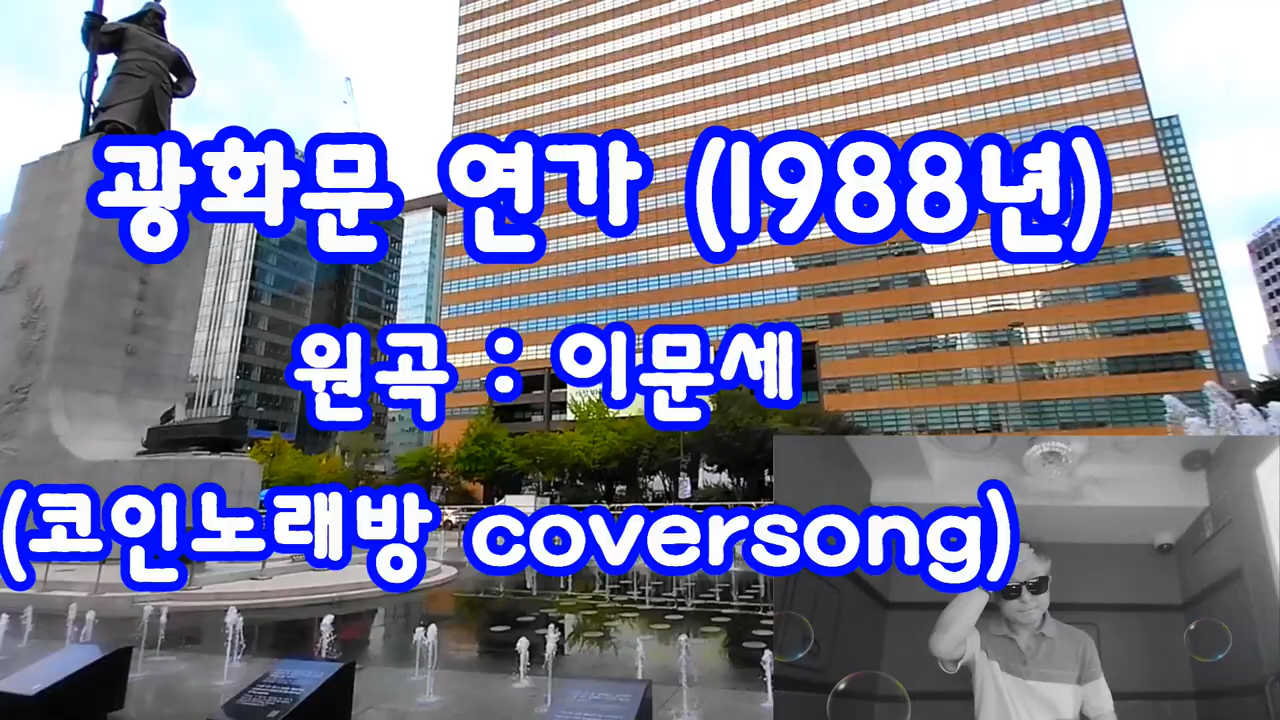 광화문 연가 (1988년)
원곡 : 이문세
(코인노래방 coversong)